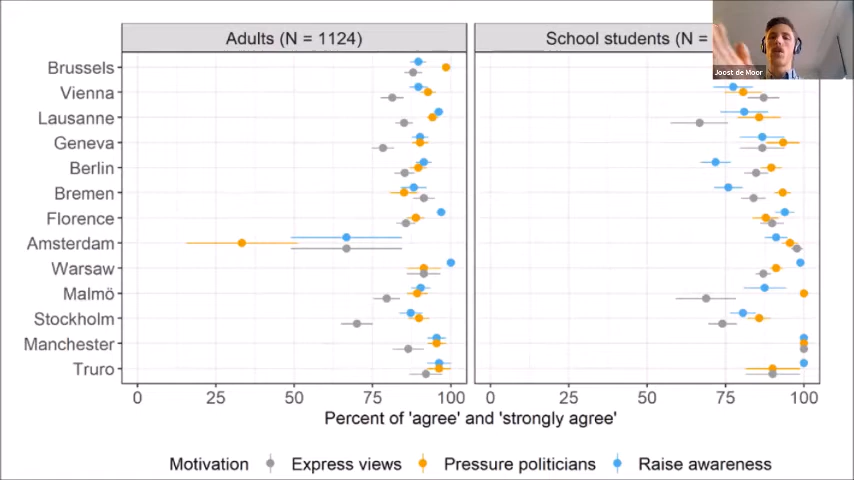 Adults (N = 1124)
School students (N =
Joost de Moor
Brussels
Vienna
Lausanne
Geneva
Berlin
Bremen
Florence
Amsterdam
Warsaw
Malmö
Stockholm
Manchester
Truro
0 25 50 75 100 0 25 50 75 100
Percent of 'agree' and 'strongly agree'
Motivation Express views Pressure politicians Raise awareness